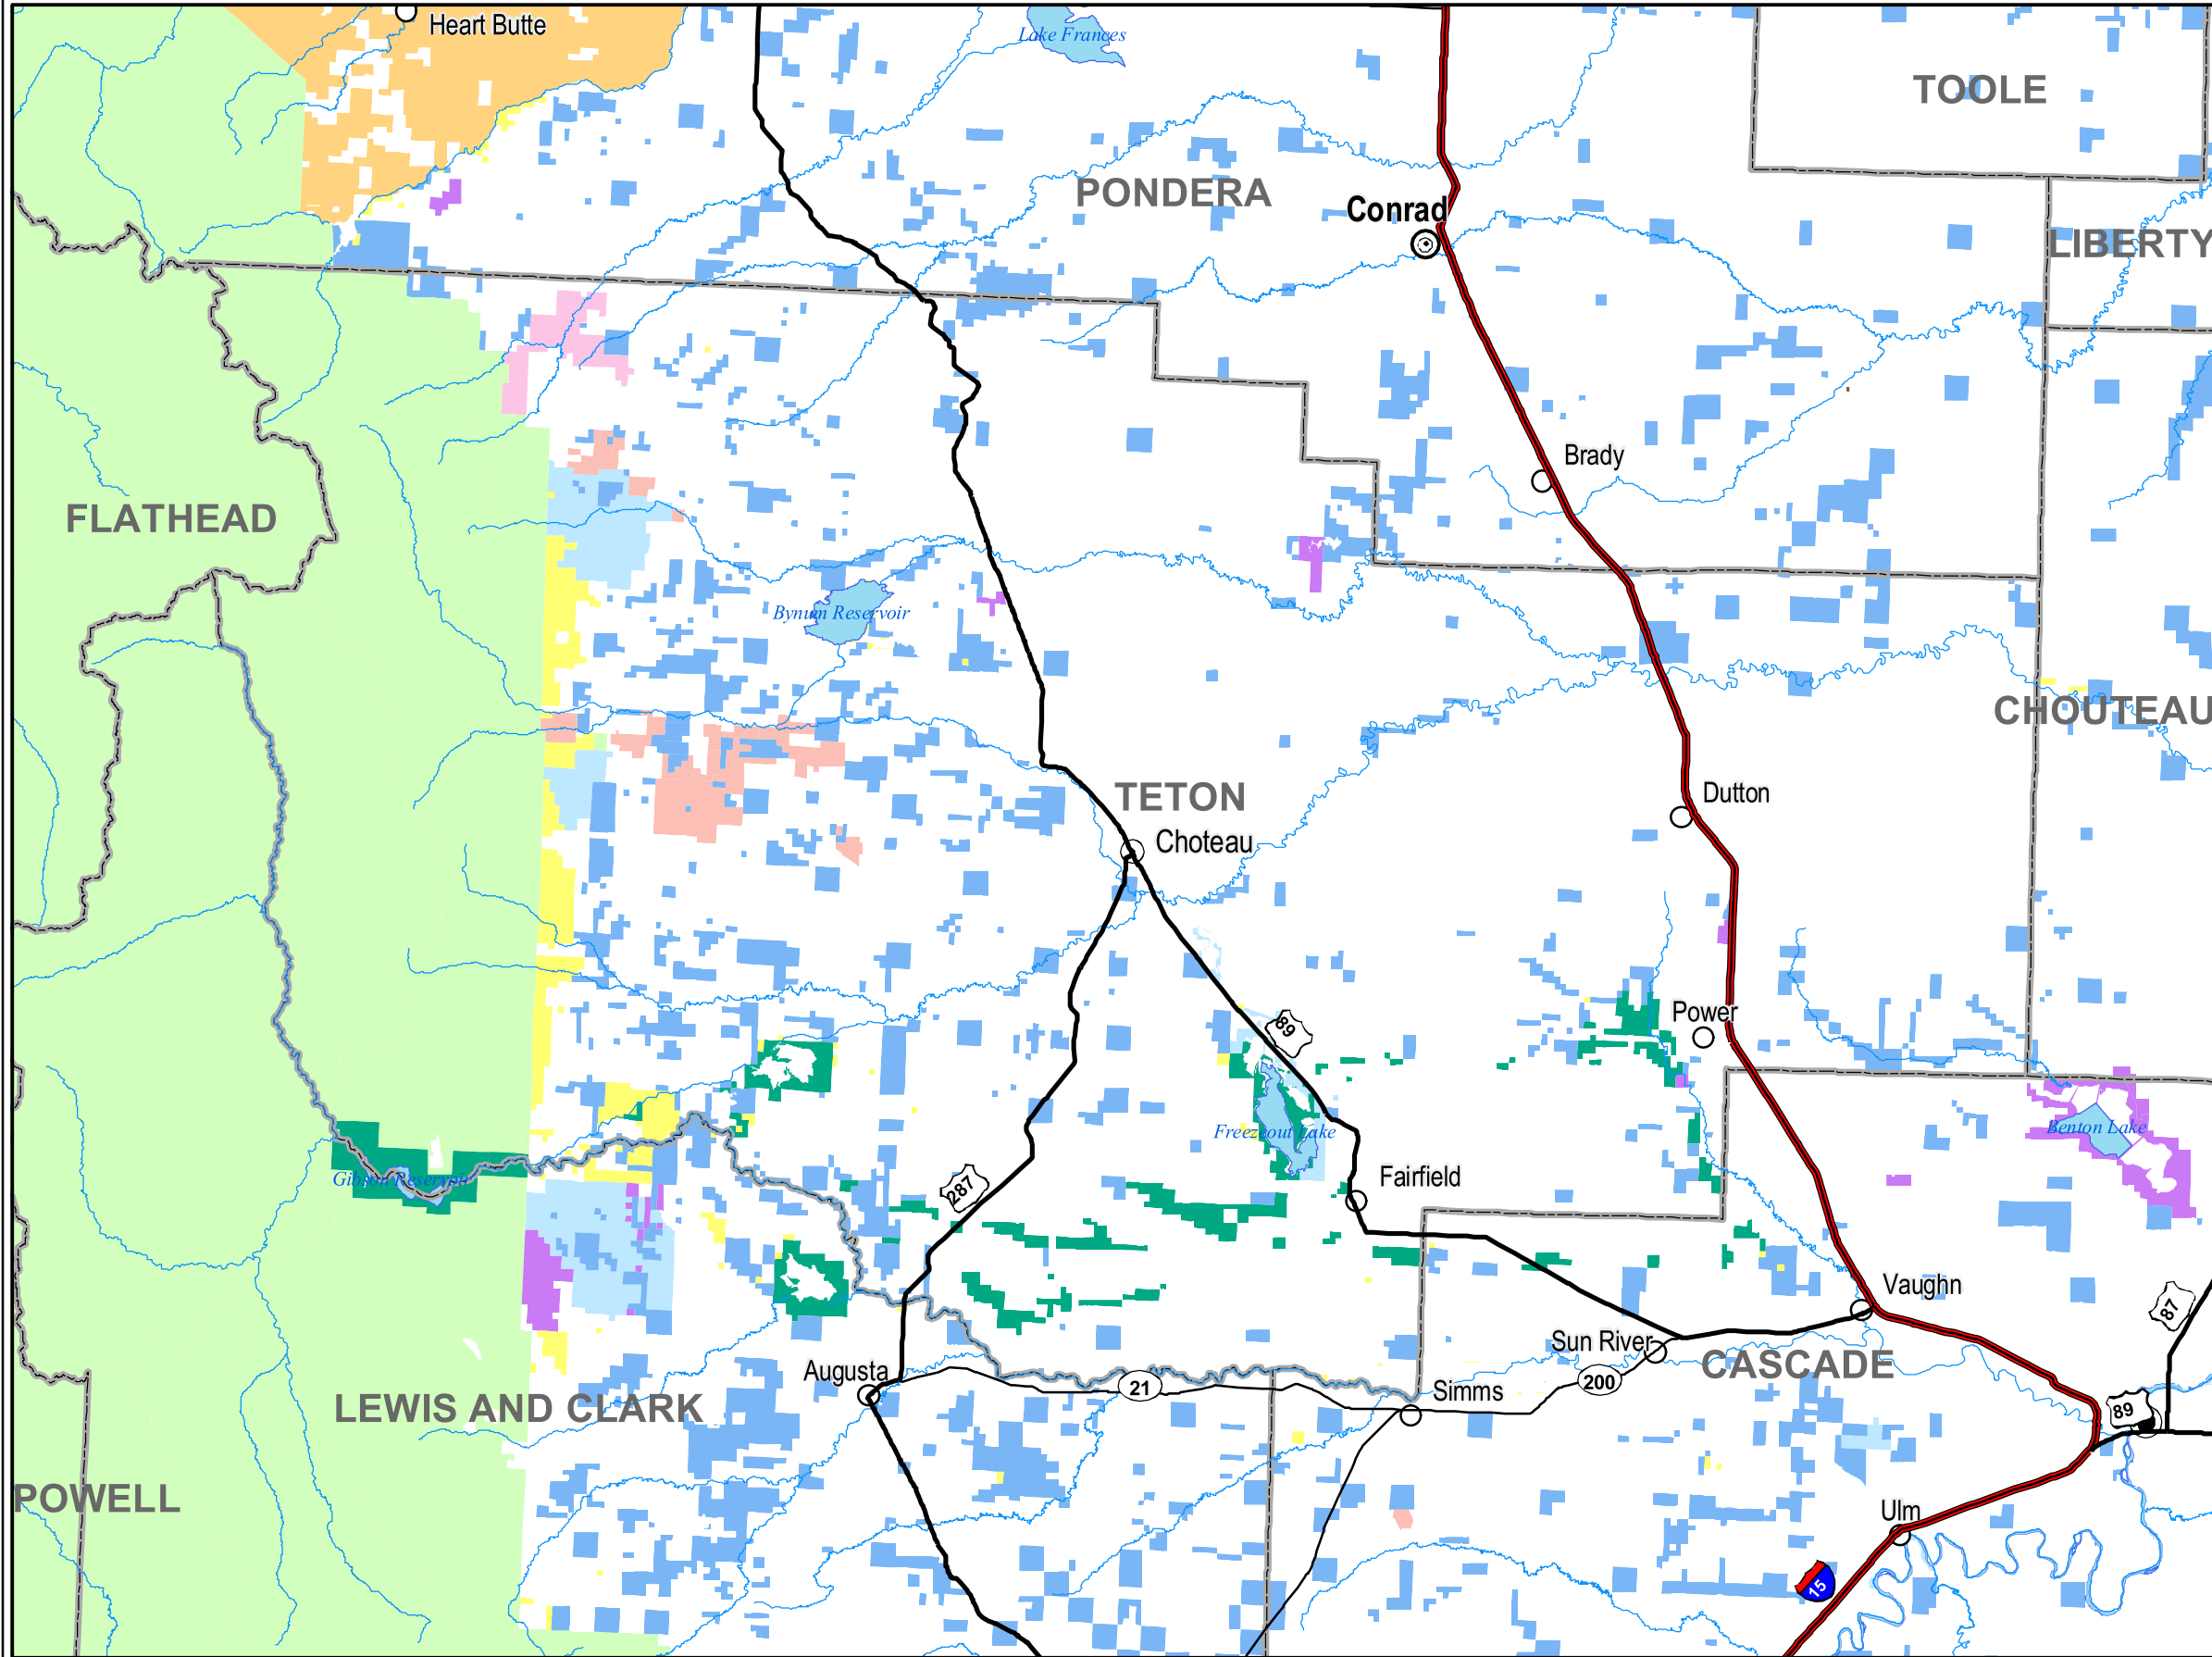 Heart Butte
Lake Frances
TOOLE
PONDERA
Conrad
LIBERTY
Brady
FLATHEAD
Bynum Reservoir
CHOUTEAU
TETON
Dutton
Choteau
Power
89
Freezeout Lake
Benton Lake
Gibson Reservoir
287
Fairfield
Vaughn
87
Sun River
Augusta
CASCADE
21
200
Simms
LEWIS AND CLARK
89
POWELL
Ulm
15